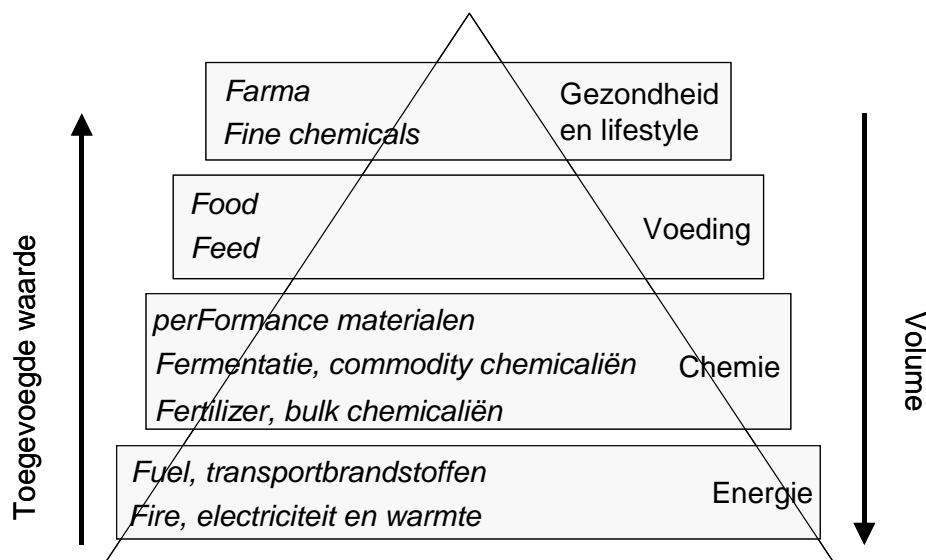 Farma
Fine chemicals
Gezondheid
en lifestyle
Food
Feed
Voeding
perFormance materialen
Fermentatie, commodity chemicaliën
Fertilizer, bulk chemicaliën
Chemie
Fuel, transportbrandstoffen
Fire, electriciteit en warmte
Energie
Toegevoegde waarde
Volume